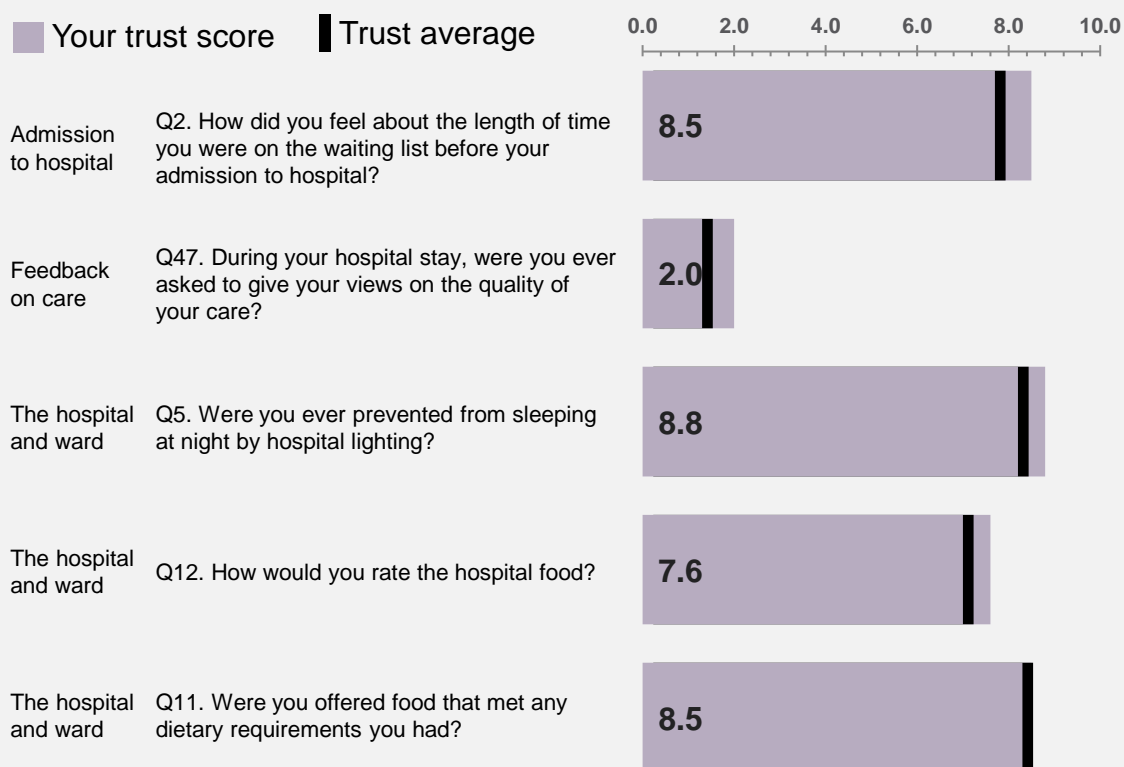 Your trust score
Trust average
0.0 2.0 4.0 6.0 8.0 10.0
Admission
to hospital
Q2. How did you feel about the length of time
you were on the waiting list before your
admission to hospital?
8.5
Feedback
on care
Q47. During your hospital stay, were you ever
asked to give your views on the quality of
your care?
2.0
The hospital
and ward
Q5. Were you ever prevented from sleeping
at night by hospital lighting?
8.8
The hospital
and ward
Q12. How would you rate the hospital food?
7.6
The hospital
and ward
Q11. Were you offered food that met any
dietary requirements you had?
8.5